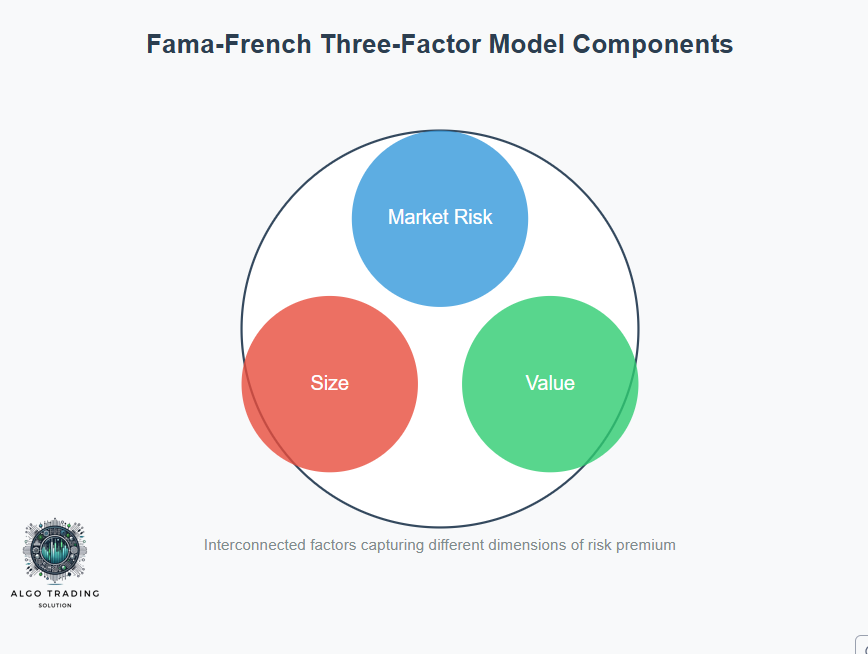 Fama-French Three-Factor Model Components
Market Risk
Size
Value
Interconnected factors capturing different dimensions of risk premium
ALGO TRADING
SOLUTION